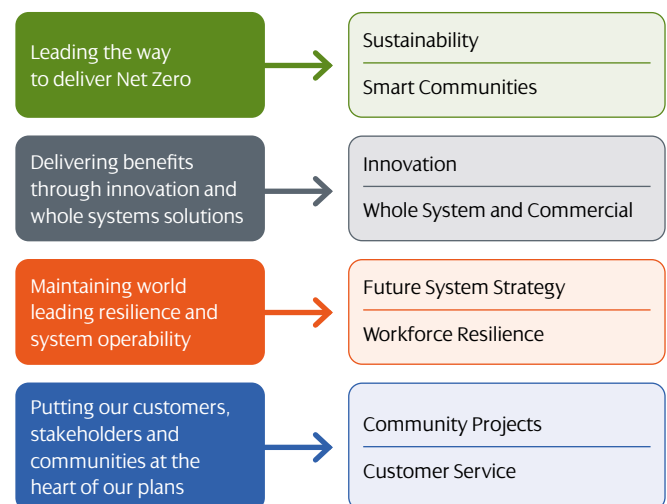 Leading the way
to deliver Net Zero
Sustainability
Smart Communities
Delivering benefits
through innovation and
whole systems solutions
Innovation
Whole System and Commercial
Maintaining world
leading resilience and
system operability
Future System Strategy
Workforce Resilience
Putting our customers,
stakeholders and
communities at the
heart of our plans
Community Projects
Customer Service